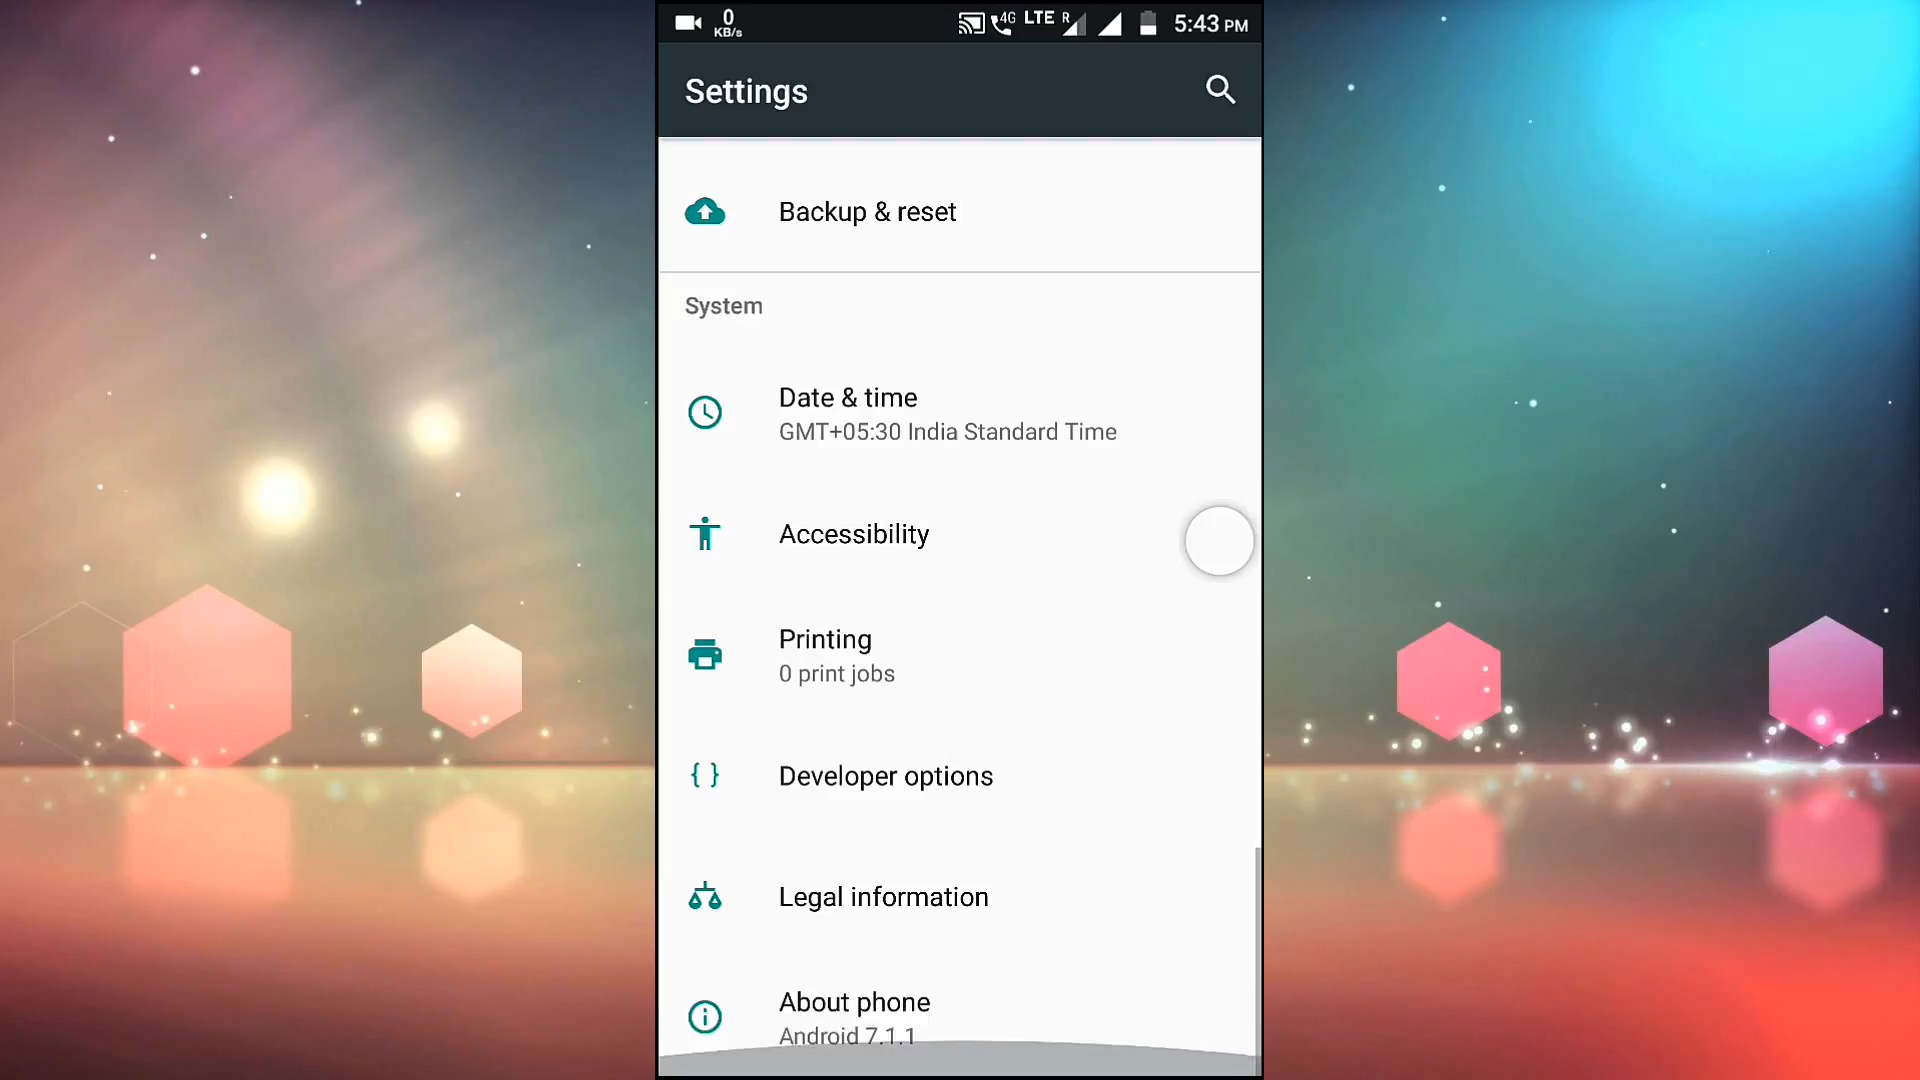 0
KB/s
4G
LTE
R
5:43 PM
Settings
Backup & reset
System
Date & time
GMT+05:30 India Standard Time
Accessibility
Printing
0 print jobs
Developer options
Legal information
About phone
Android 7.1.1